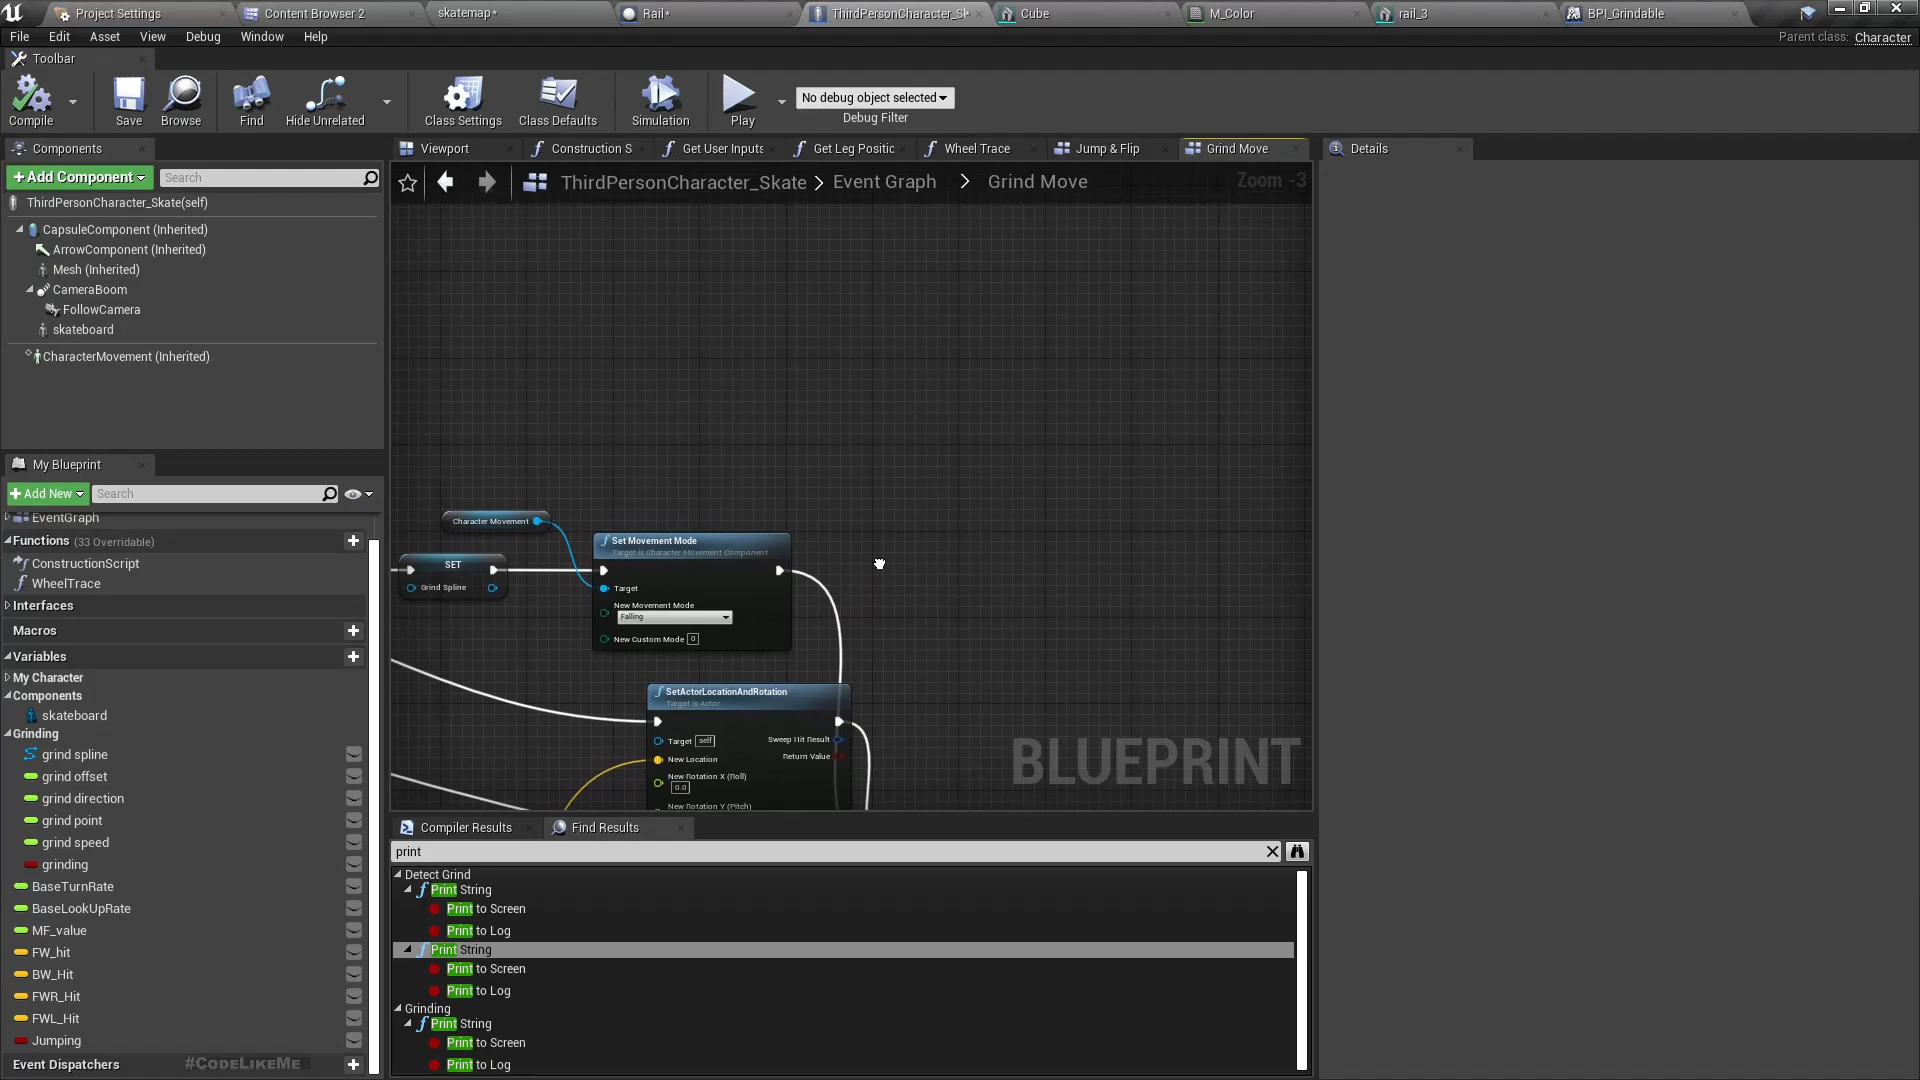 Project Settings
Content Browser 2
skatemap*
Rail*
ThirdPersonCharacter_Sk*
Cube
M_Color
rail_3
BPI_Grindable
File Edit Asset View Debug Window Help
Parent class: Character
Toolbar
Compile
Save
Browse
Find
Hide Unrelated
Class Settings
Class Defaults
Simulation
Play
No debug object selected
Debug Filter
Components
+Add Component
Search
ThirdPersonCharacter_Skate(self)
CapsuleComponent (Inherited)
ArrowComponent (Inherited)
Mesh (Inherited)
CameraBoom
FollowCamera
skateboard
CharacterMovement (Inherited)
My Blueprint
+Add New
Search
EventGraph
Functions (33 Overridable)
ConstructionScript
WheelTrace
Interfaces
Macros
Variables
My Character
Components
skateboard
Grinding
grind spline
grind offset
grind direction
grind point
grind speed
grinding
BaseTurnRate
BaseLookUpRate
MF_value
FW_hit
BW_Hit
FWR_Hit
FWL_Hit
Jumping
Event Dispatchers
#CodeLikeMe
Viewport
Construction S
Get User Inputs
Get Leg Positic
Wheel Trace
Jump & Flip
Grind Move
ThirdPersonCharacter_Skate > Event Graph > Grind Move
Zoom -3
Character Movement
SET
Grind Spline
Set Movement Mode
Target is Character Movement Component
Target
New Movement Mode
Falling
New Custom Mode 0
SetActorLocationAndRotation
Target is Actor
Target self
Sweep Hit Result
New Location
Return Value
New Rotation X (Roll)
0.0
New Rotation Y (Pitch)
BLUEPRINT
Compiler Results
Find Results
print
Detect Grind
Print String
Print to Screen
Print to Log
Print String
Print to Screen
Print to Log
Grinding
Print String
Print to Screen
Print to Log
Details